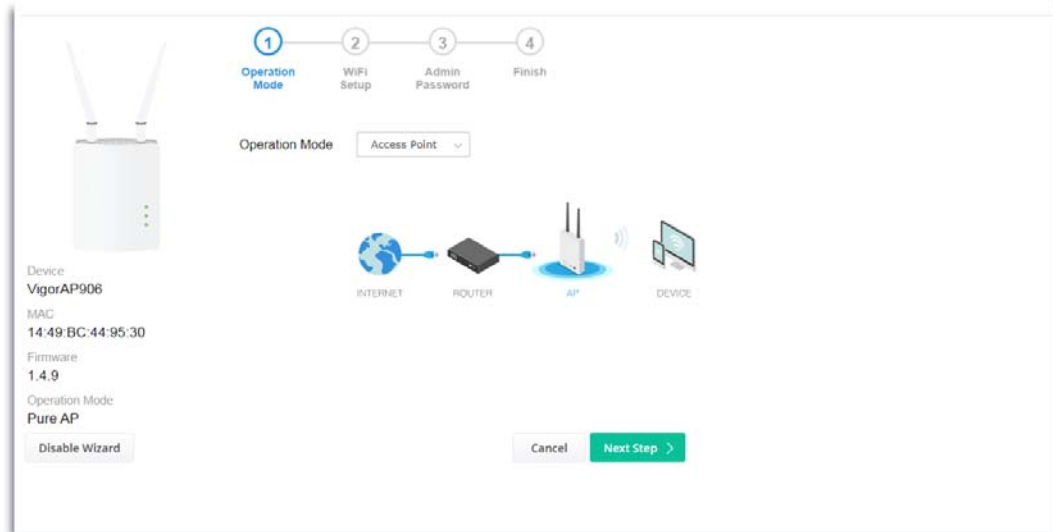 1
2
3
4
Operation
Mode
WiFi
Setup
Admin
Password
Finish
Operation Mode
Access Point
INTERNET
ROUTER
AP
DEVICE
Device
VigorAP906
MAC
14:49:BC:44:95:30
Firmware
1.4.9
Operation Mode
Pure AP
Disable Wizard
Cancel
Next Step